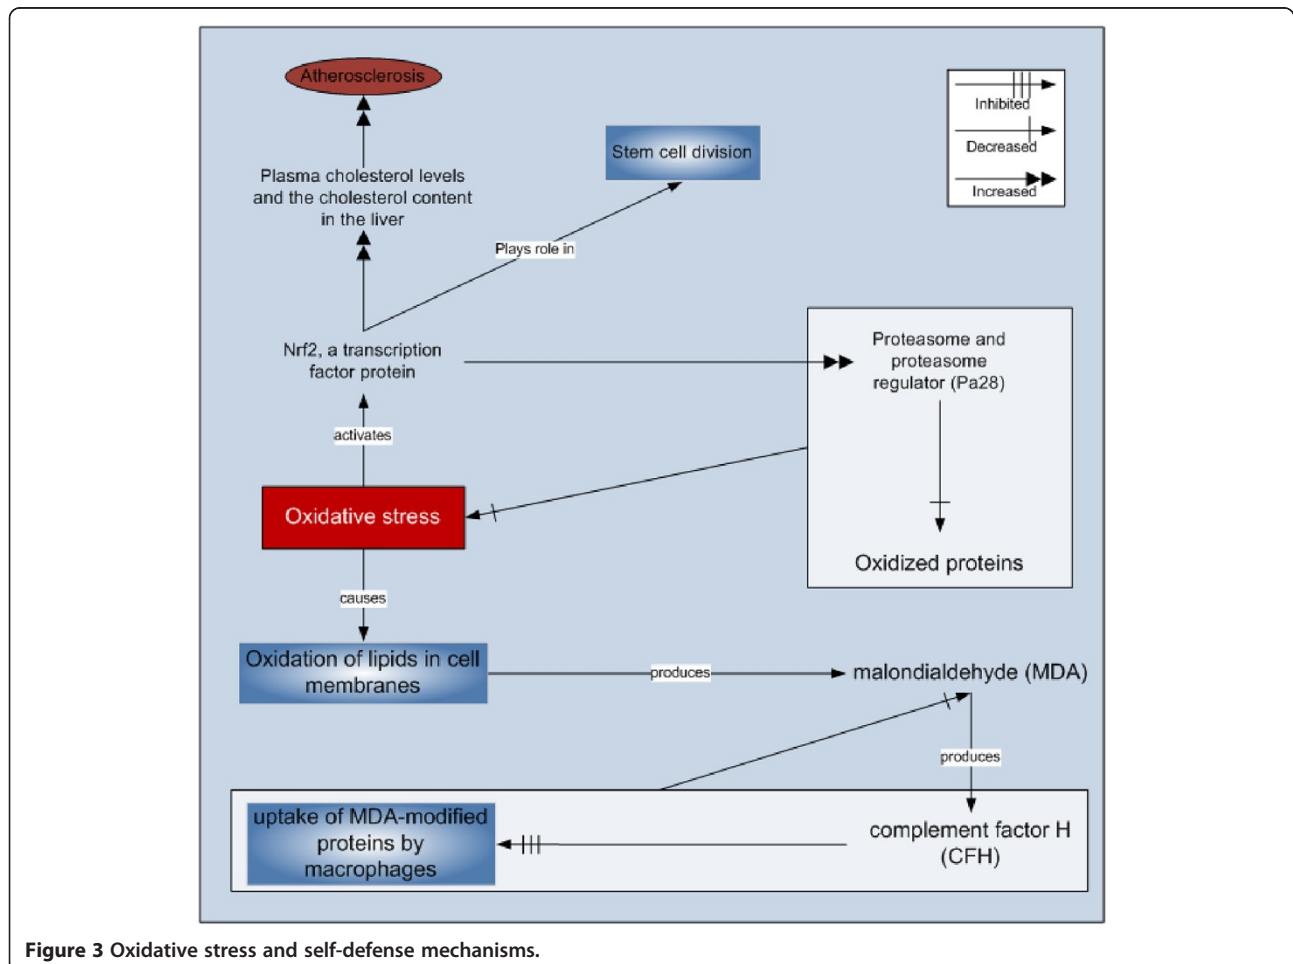 Atherosclerosis
Inhibited
Decreased
Increased
Stem cell division
Plasma cholesterol levels
and the cholesterol content
in the liver
Plays role in
Nrf2, a transcription
factor protein
Proteasome and
proteasome
regulator (Pa28)
activates
Oxidative stress
Oxidized proteins
causes
Oxidation of lipids in cell
membranes
produces
malondialdehyde (MDA)
produces
uptake of MDA-modified
proteins by
macrophages
complement factor H
(CFH)
Figure 3 Oxidative stress and self-defense mechanisms.